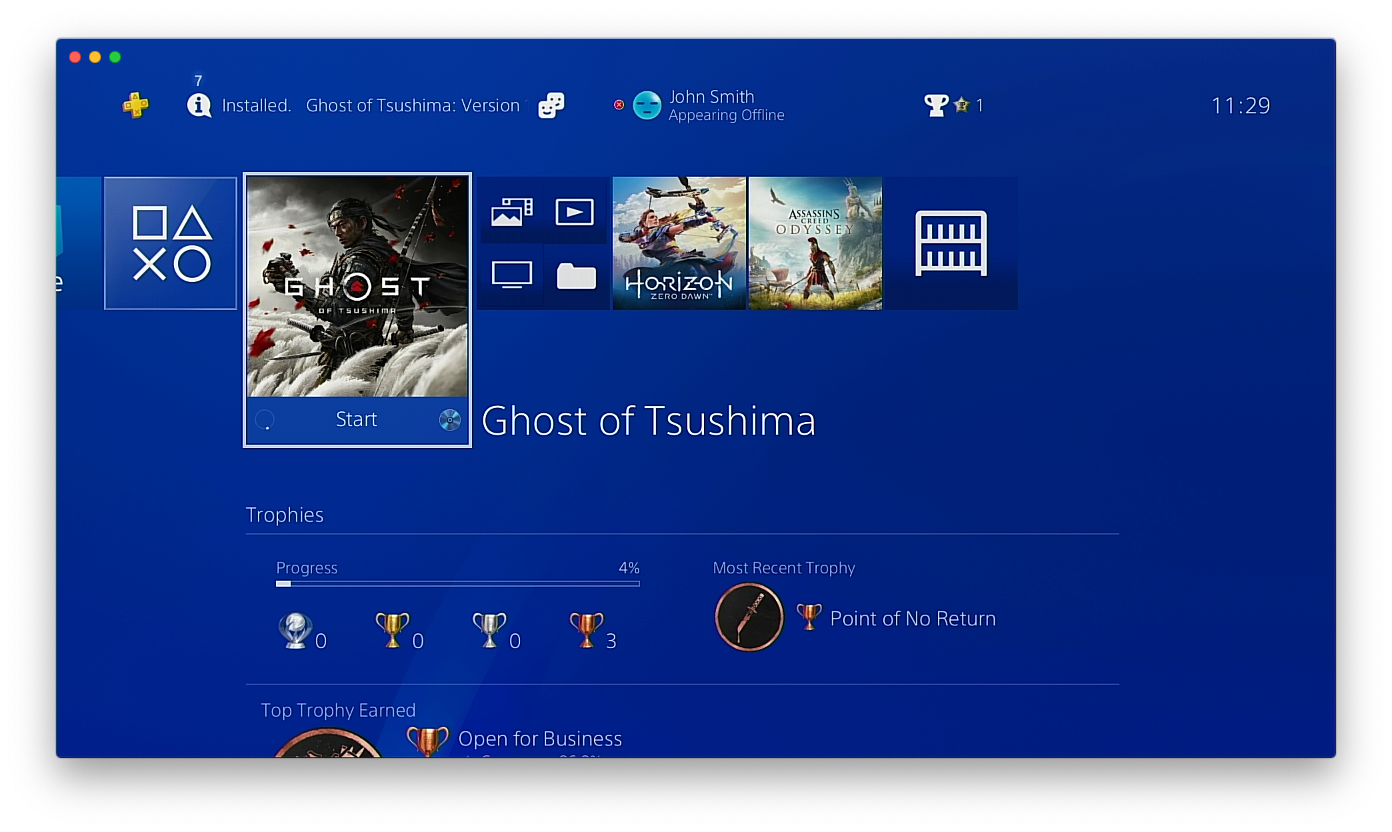 7
Installed. Ghost of Tsushima: Version
John Smith
Appearing Offline
1
11:29
e
GHOST
OF TSUSHIMA
HORIZON
ZERO DAWN™
ASSASSIN'S
CREED
ODYSSEY
Start
Ghost of Tsushima
Trophies
Progress
4%
Most Recent Trophy
0
0
0
3
Point of No Return
Top Trophy Earned
Open for Business